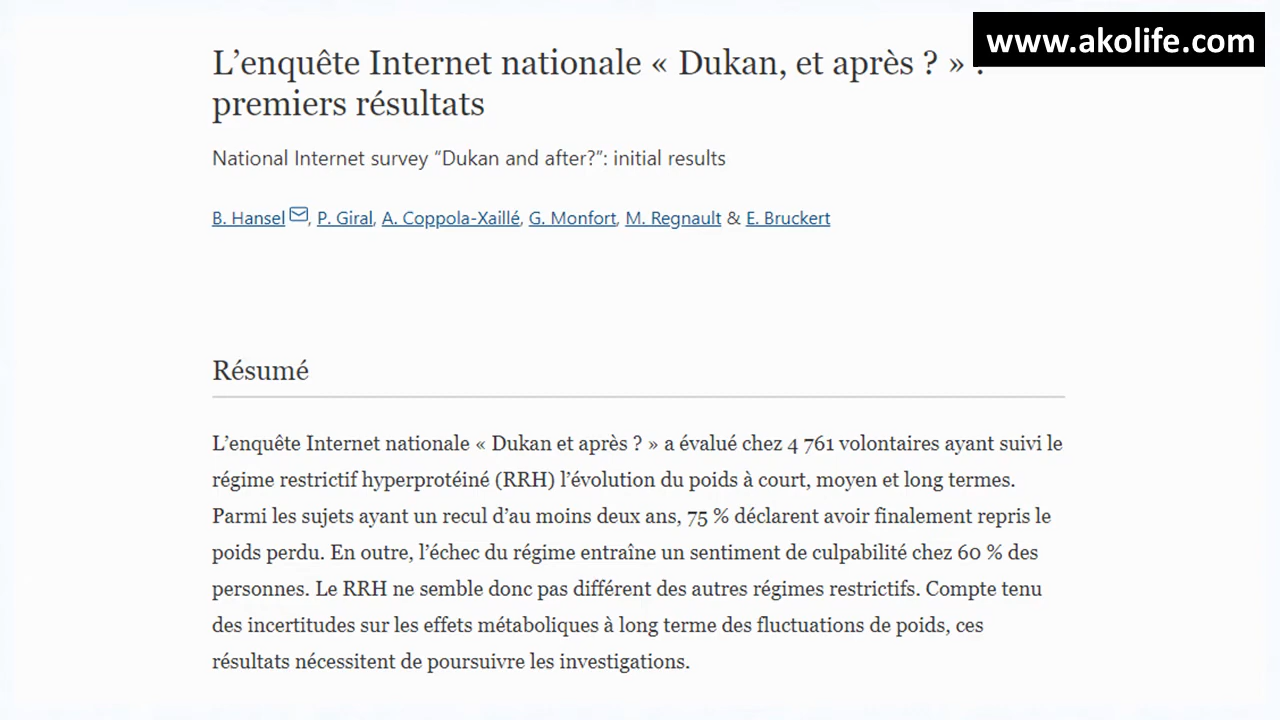 www.akolife.com
L’enquête Internet nationale « Dukan, et après ? » :
premiers résultats
National Internet survey “Dukan and after?”: initial results
B. Hansel, P. Giral, A. Coppola-Xaillé, G. Monfort, M. Regnault & E. Bruckert
Résumé
L’enquête Internet nationale « Dukan et après ? » a évalué chez 4 761 volontaires ayant suivi le
régime restrictif hyperprotéiné (RRH) l’évolution du poids à court, moyen et long termes.
Parmi les sujets ayant un recul d’au moins deux ans, 75 % déclarent avoir finalement repris le
poids perdu. En outre, l’échec du régime entraîne un sentiment de culpabilité chez 60 % des
personnes. Le RRH ne semble donc pas différent des autres régimes restrictifs. Compte tenu
des incertitudes sur les effets métaboliques à long terme des fluctuations de poids, ces
résultats nécessitent de poursuivre les investigations.